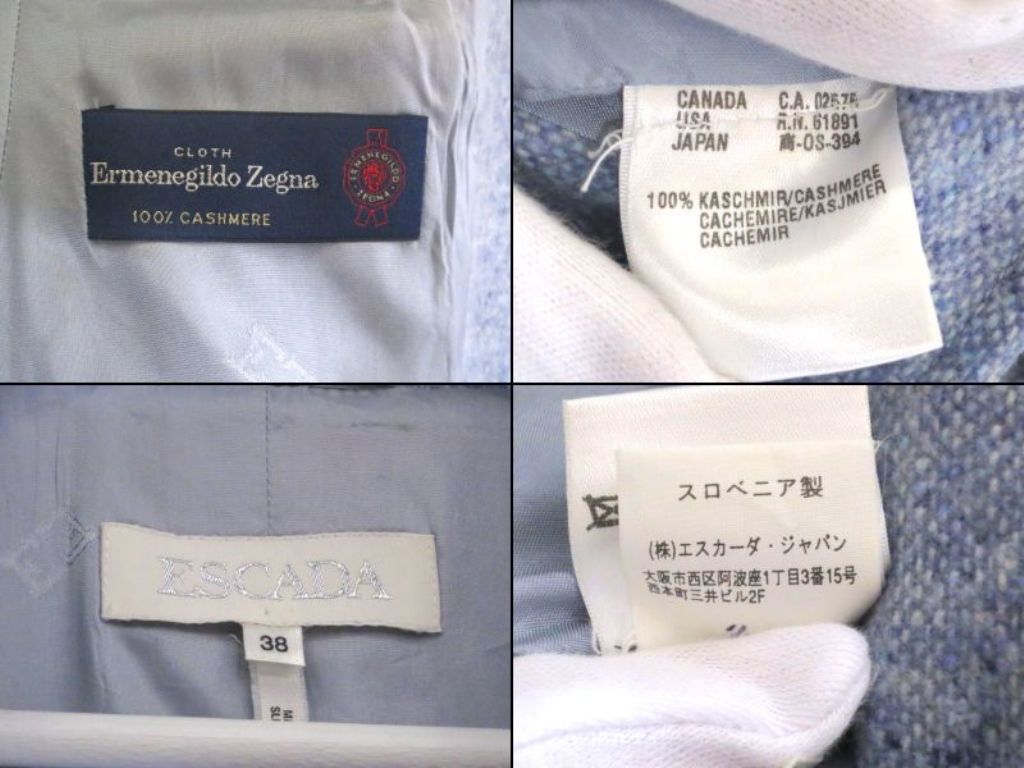 CLOTH
Ermenegildo Zegna
100% CASHMERE
ERMENEGILDO ZEGNA
CANADA C.A. 02575
USA R.N. 61891
JAPAN 商-OS-394
100% KASCHMIR/CASHMERE
CACHEMIRE/KASJMIER
CACHEMIR
ESCADA
38
スロベニア製
(株)エスカーダ・ジャパン
大阪市西区阿波座1丁目3番15号
西本町三井ビル2F